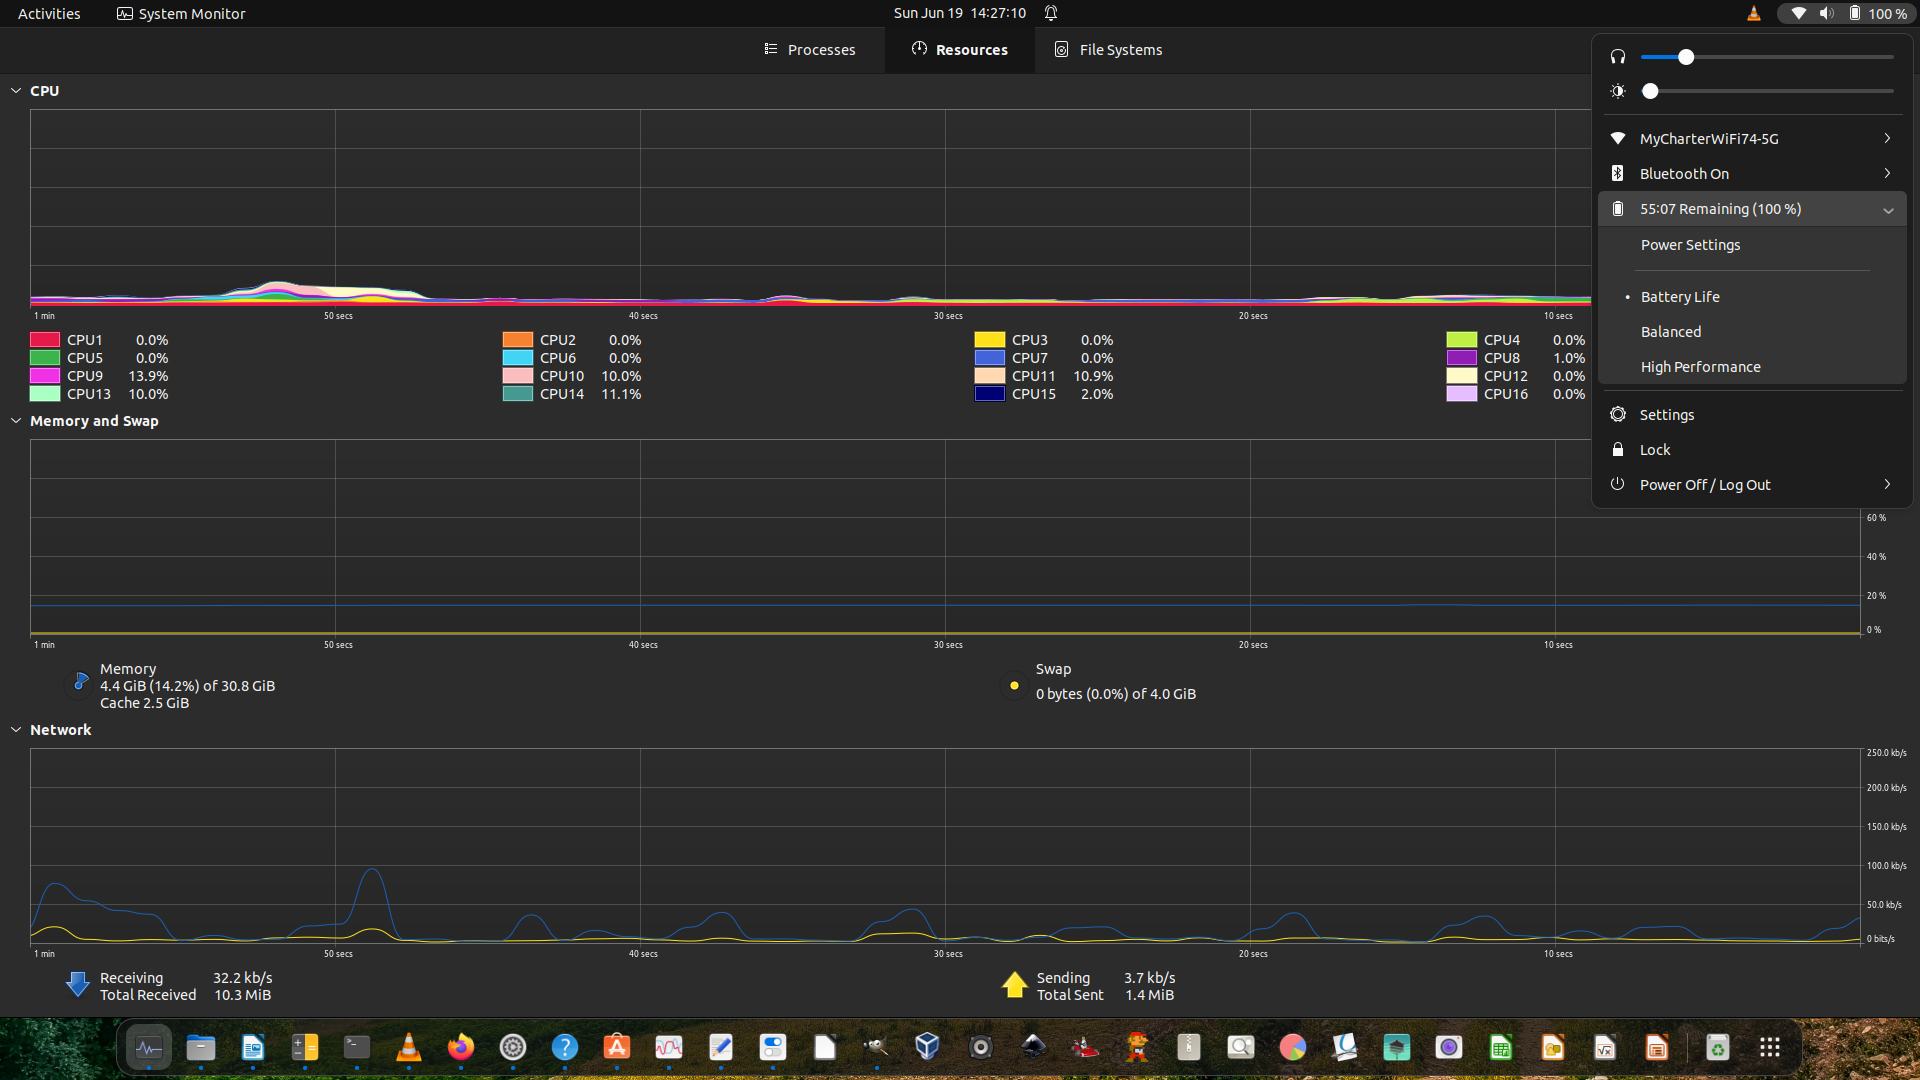 Activities System Monitor Sun Jun 19 14:27:10 100 %
Processes Resources File Systems
CPU
1 min 50 secs 40 secs 30 secs 20 secs 10 secs
CPU1 0.0% CPU2 0.0% CPU3 0.0% CPU4 0.0%
CPU5 0.0% CPU6 0.0% CPU7 0.0% CPU8 1.0%
CPU9 13.9% CPU10 10.0% CPU11 10.9% CPU12 0.0%
CPU13 10.0% CPU14 11.1% CPU15 2.0% CPU16 0.0%
MyCharterWiFi74-5G
Bluetooth On
55:07 Remaining (100 %)
Power Settings
• Battery Life
Balanced
High Performance
Settings
Lock
Power Off / Log Out
Memory and Swap
60 %
40 %
20 %
0 %
1 min 50 secs 40 secs 30 secs 20 secs 10 secs
Memory
4.4 GiB (14.2%) of 30.8 GiB
Cache 2.5 GiB
Swap
0 bytes (0.0%) of 4.0 GiB
Network
250.0 kb/s
200.0 kb/s
150.0 kb/s
100.0 kb/s
50.0 kb/s
0 bits/s
1 min 50 secs 40 secs 30 secs 20 secs 10 secs
Receiving 32.2 kb/s
Total Received 10.3 MiB
Sending 3.7 kb/s
Total Sent 1.4 MiB